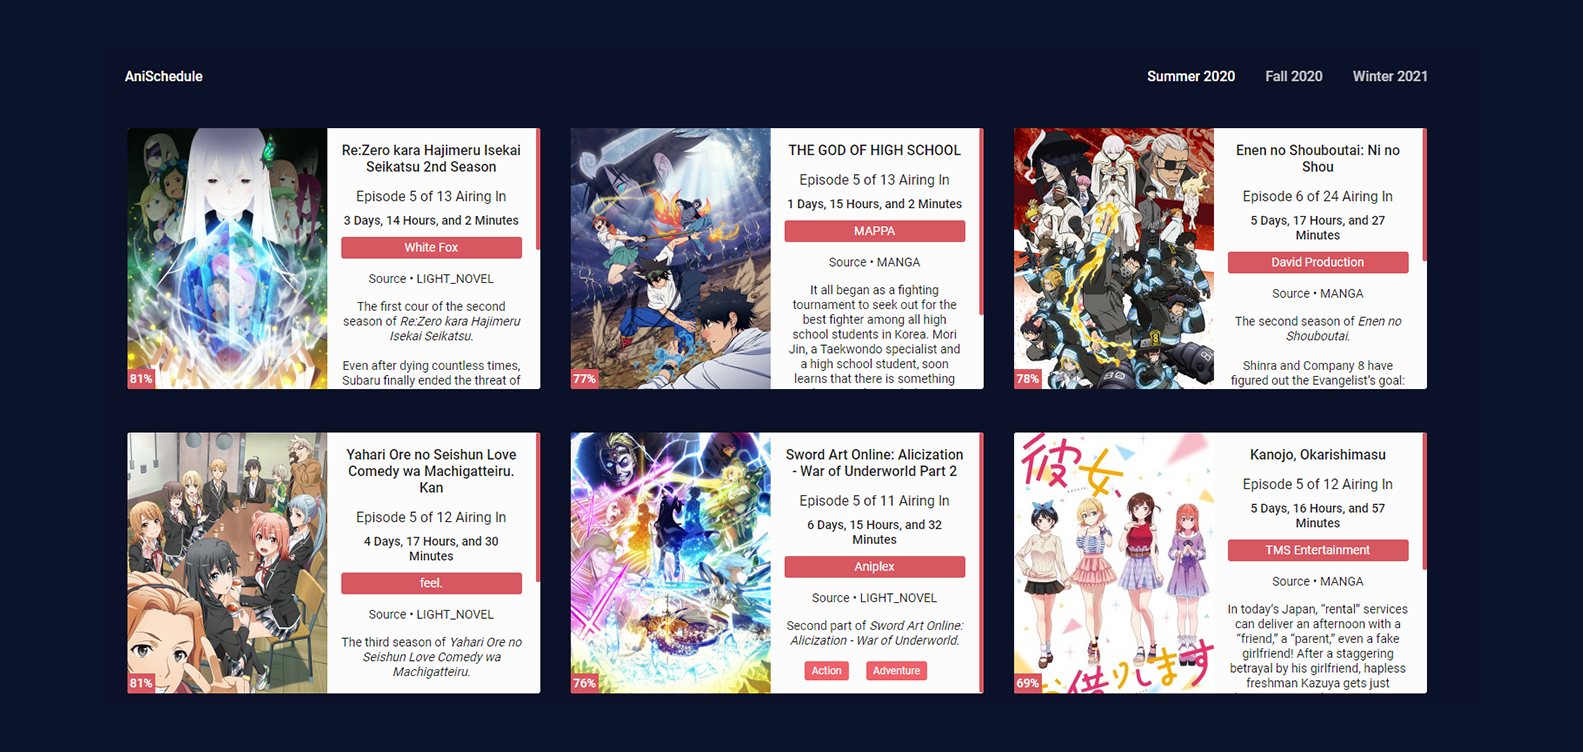 AniSchedule
Summer 2020
Fall 2020
Winter 2021
Re:Zero kara Hajimeru Isekai
Seikatsu 2nd Season
Episode 5 of 13 Airing In
3 Days, 14 Hours, and 2 Minutes
White Fox
Source • LIGHT_NOVEL
The first cour of the second
season of Re:Zero kara Hajimeru
Isekai Seikatsu.
Even after dying countless times,
Subaru finally ended the threat of
81%
THE GOD OF HIGH SCHOOL
Episode 5 of 13 Airing In
1 Days, 15 Hours, and 2 Minutes
MAPPA
Source • MANGA
It all began as a fighting
tournament to seek out for the
best fighter among all high
school students in Korea. Mori
Jin, a Taekwondo specialist and
a high school student, soon
learns that there is something
77%
Enen no Shouboutai: Ni no
Shou
Episode 6 of 24 Airing In
5 Days, 17 Hours, and 27
Minutes
David Production
Source • MANGA
The second season of Enen no
Shouboutai.
Shinra and Company 8 have
figured out the Evangelist's goal:
78%
Yahari Ore no Seishun Love
Comedy wa Machigatteiru.
Kan
Episode 5 of 12 Airing In
4 Days, 17 Hours, and 30
Minutes
feel.
Source • LIGHT_NOVEL
The third season of Yahari Ore no
Seishun Love Comedy wa
Machigatteiru.
81%
Sword Art Online: Alicization
- War of Underworld Part 2
Episode 5 of 11 Airing In
6 Days, 15 Hours, and 32
Minutes
Aniplex
Source • LIGHT_NOVEL
Second part of Sword Art Online:
Alicization - War of Underworld.
Action
Adventure
76%
彼女、
お借りします
Kanojo, Okarishimasu
Episode 5 of 12 Airing In
5 Days, 16 Hours, and 57
Minutes
TMS Entertainment
Source • MANGA
In today's Japan, “rental” services
can deliver an afternoon with a
“friend,” a “parent,” even a fake
girlfriend! After a staggering
betrayal by his girlfriend, hapless
freshman Kazuya gets just
69%